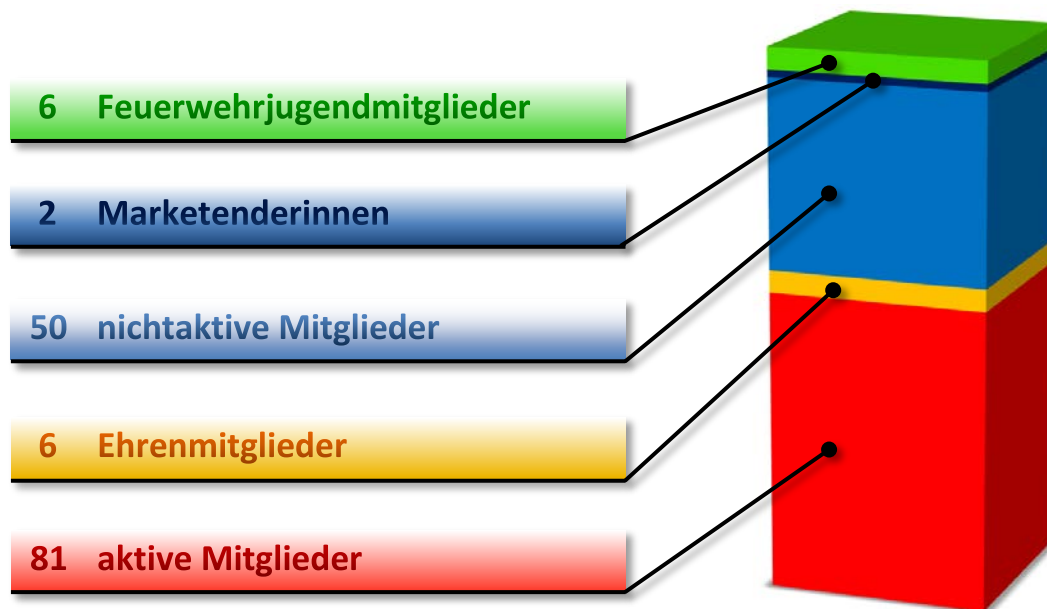 6 Feuerwehrjugendmitglieder
2 Marketenderinnen
50 nichtaktive Mitglieder
6 Ehrenmitglieder
81 aktive Mitglieder